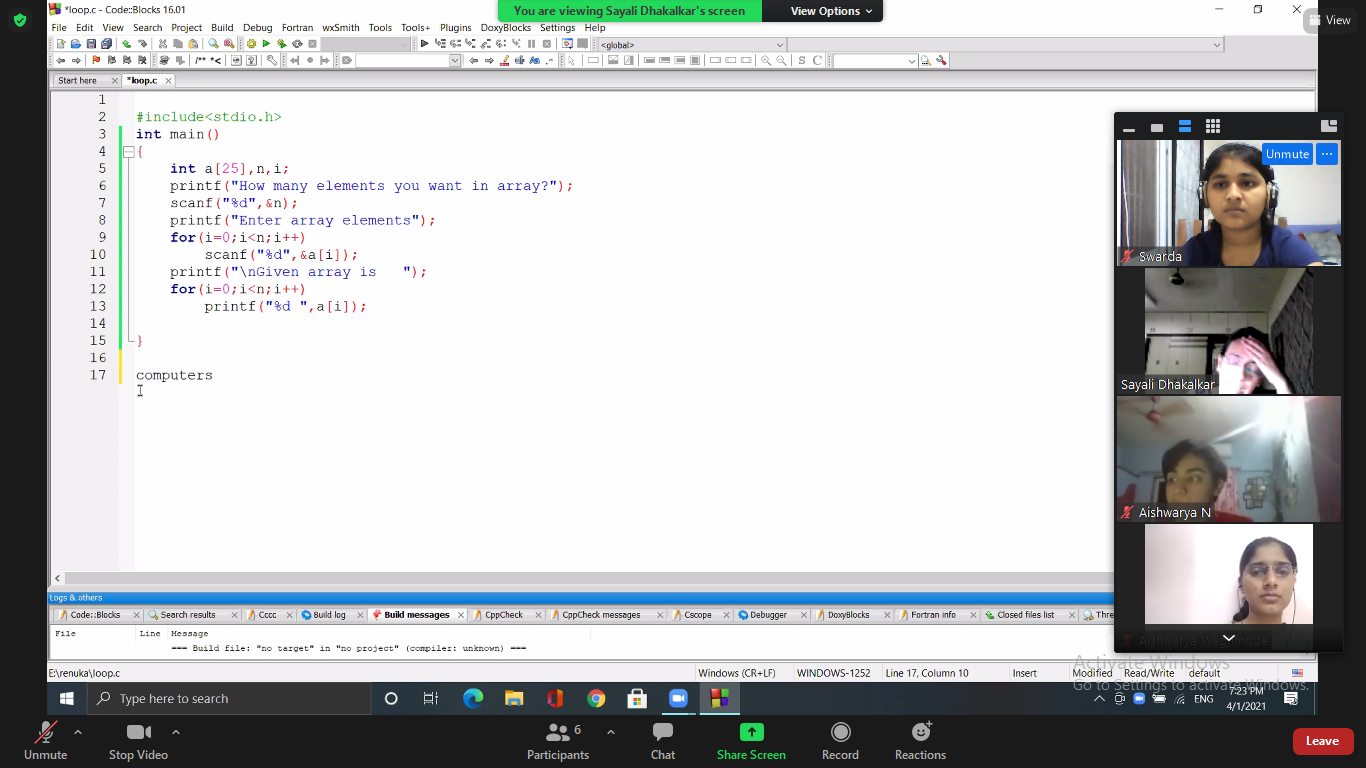 *loop.c - Code::Blocks 16.01
You are viewing Sayali Dhakalkar's screen
View Options
View
File Edit View Search Project Build Debug Fortran wxSmith Tools Tools+ Plugins DoxyBlocks Settings Help
<global>
Start here
*loop.c
1
2 #include<stdio.h>
3 int main()
4 {
5 int a[25],n,i;
6 printf("How many elements you want in array?");
7 scanf("%d",&n);
8 printf("Enter array elements");
9 for(i=0;i<n;i++)
10 scanf("%d",&a[i]);
11 printf("\nGiven array is   ");
12 for(i=0;i<n;i++)
13 printf("%d ",a[i]);
14
15 }
16
17 computers
Unmute
Swarda
Sayali Dhakalkar
Aishwarya N
Aishwarya Wagamode
Logs & others
Code::Blocks Search results Cccc Build log Build messages CppCheck CppCheck messages Cscope Debugger DoxyBlocks Fortran info Closed files list Thre
File Line Message
=== Build file: "no target" in "no project" (compiler: unknown) ===
E:\renuka\loop.c
Windows (CR+LF) WINDOWS-1252 Line 17, Column 10 Insert Modified Read/Write default
Activate Windows
Go to Settings to activate Windows.
Type here to search
ENG
7:23 PM
4/1/2021
Unmute
Stop Video
Participants
6
Chat
Share Screen
Record
Reactions
Leave